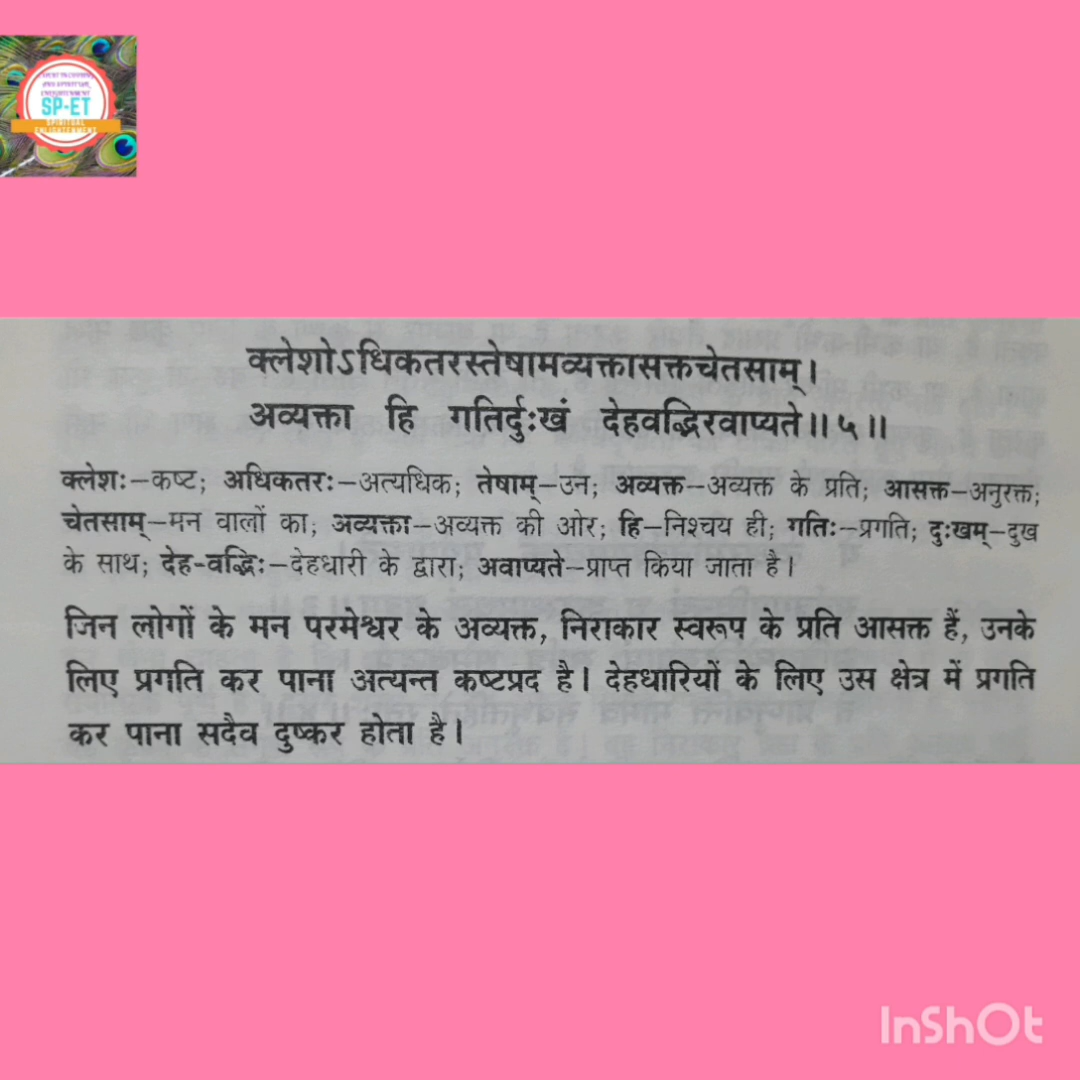 SP-ET
SPIRITUAL
क्लेशोऽधिकतरस्तेषामव्यक्तासक्तचेतसाम्।
अव्यक्ता हि गतिर्दुःखं देहवद्भिरवाप्यते॥५॥
क्लेशः—कष्ट; अधिकतरः—अत्यधिक; तेषाम्—उन; अव्यक्त—अव्यक्त के प्रति; आसक्त—अनुरक्त;
चेतसाम्—मन वालों का; अव्यक्ता—अव्यक्त की ओर; हि—निश्चय ही; गतिः—प्रगति; दुःखम्—दुख
के साथ; देह-वद्भिः—देहधारी के द्वारा; अवाप्यते—प्राप्त किया जाता है।
जिन लोगों के मन परमेश्वर के अव्यक्त, निराकार स्वरूप के प्रति आसक्त हैं, उनके
लिए प्रगति कर पाना अत्यन्त कष्टप्रद है। देहधारियों के लिए उस क्षेत्र में प्रगति
कर पाना सदैव दुष्कर होता है।
InShOt